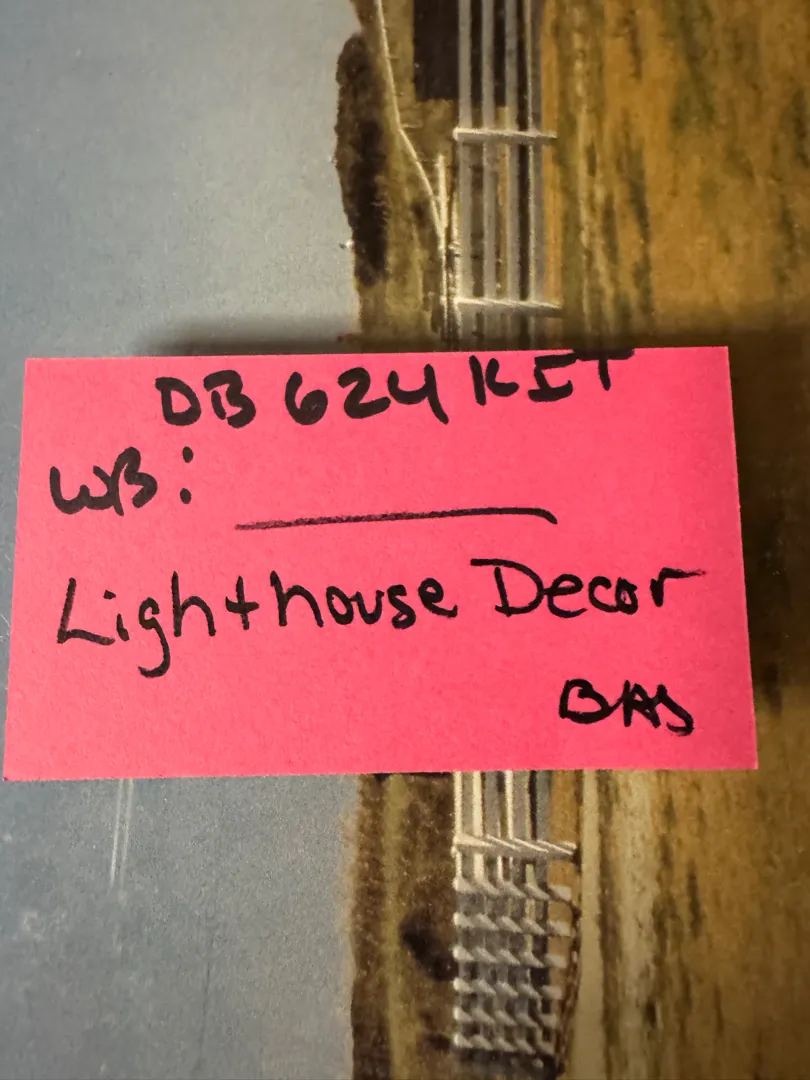 DB 624 KIT
WB:
Lighthouse Decor
BAS